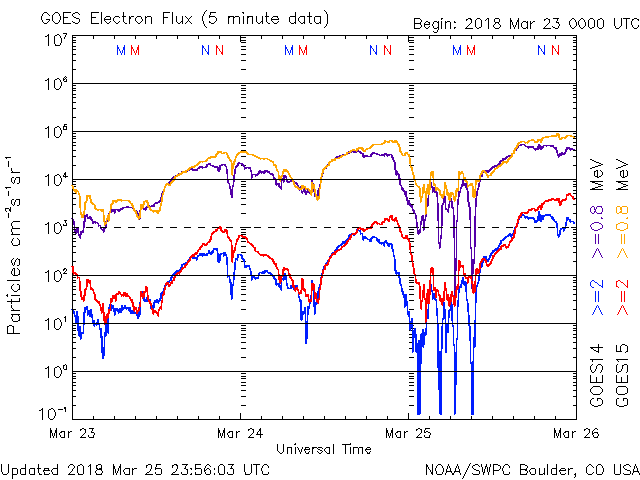 GOES Electron Flux (5 minute data)
Begin: 2018 Mar 23 0000 UTC
M M N N M M N N M M N N
10⁷
10⁶
10⁵
10⁴
10³
10²
10¹
10⁰
10⁻¹
Particles cm⁻²s⁻¹sr⁻¹
Mar 23 Mar 24 Mar 25 Mar 26
Universal Time
GOES14 >=2 >=0.8 MeV
GOES15 >=2 >=0.8 MeV
Updated 2018 Mar 25 23:56:03 UTC
NOAA/SWPC Boulder, CO USA